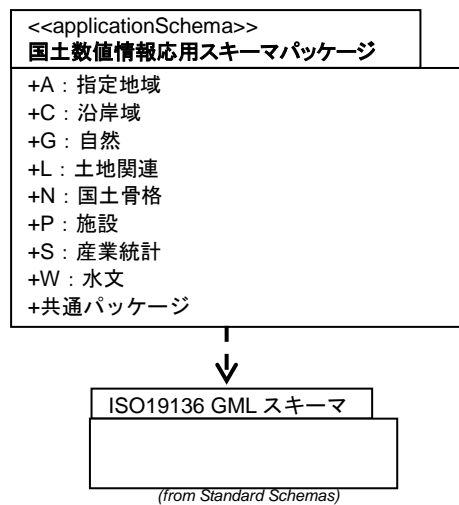 <<applicationSchema>>
国土数値情報応用スキーマパッケージ
+A：指定地域
+C：沿岸域
+G：自然
+L：土地関連
+N：国土骨格
+P：施設
+S：産業統計
+W：水文
+共通パッケージ
ISO19136 GML スキーマ
(from Standard Schemas)